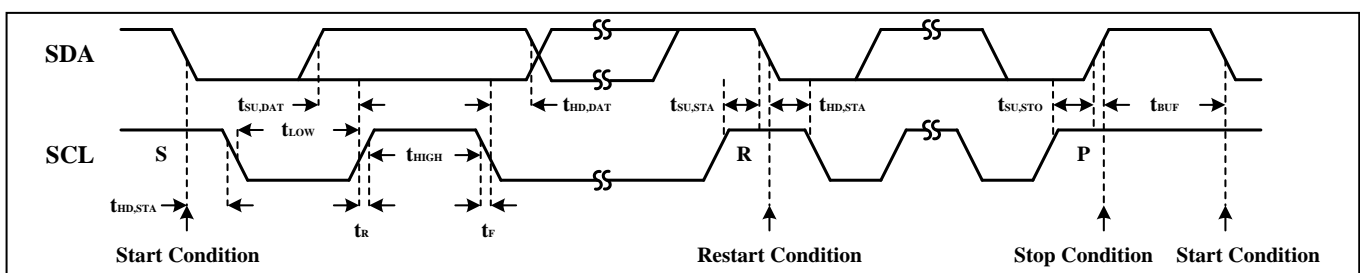 SDA
tSU,DAT tHD,DAT tSU,STA tHD,STA tSU,STO tBUF
tLOW
SCL S tHIGH R P
tHD,STA
tR tF
Start Condition Restart Condition Stop Condition Start Condition